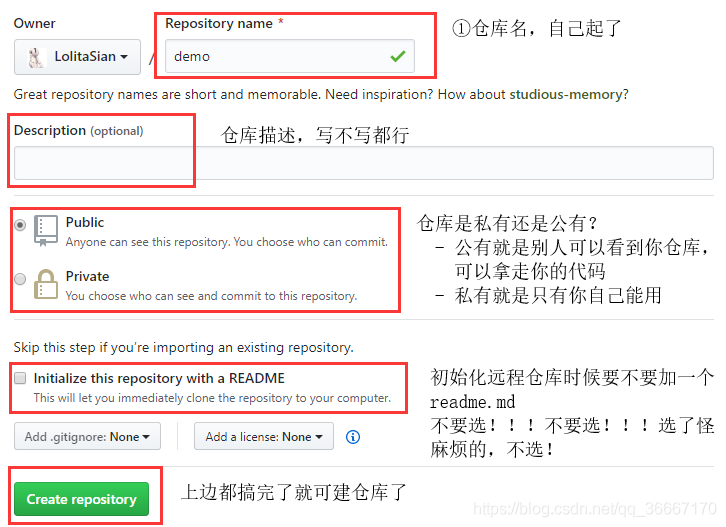 Owner
Repository name *
①仓库名，自己起了
LolitaSian
/
demo
Great repository names are short and memorable. Need inspiration? How about studious-memory?
Description (optional)
仓库描述，写不写都行
Public
Anyone can see this repository. You choose who can commit.
Private
You choose who can see and commit to this repository.
仓库是私有还是公有？
- 公有就是别人可以看到你仓库，
可以拿走你的代码
- 私有就是只有你自己能用
Skip this step if you're importing an existing repository.
Initialize this repository with a README
This will let you immediately clone the repository to your computer.
初始化远程仓库时候要不要加一个
readme.md
不要选！！！不要选！！！选了怪
麻烦的，不选！
Add .gitignore: None
Add a license: None
Create repository
上边都搞完了就可建仓库了
https://blog.csdn.net/qq_36667170